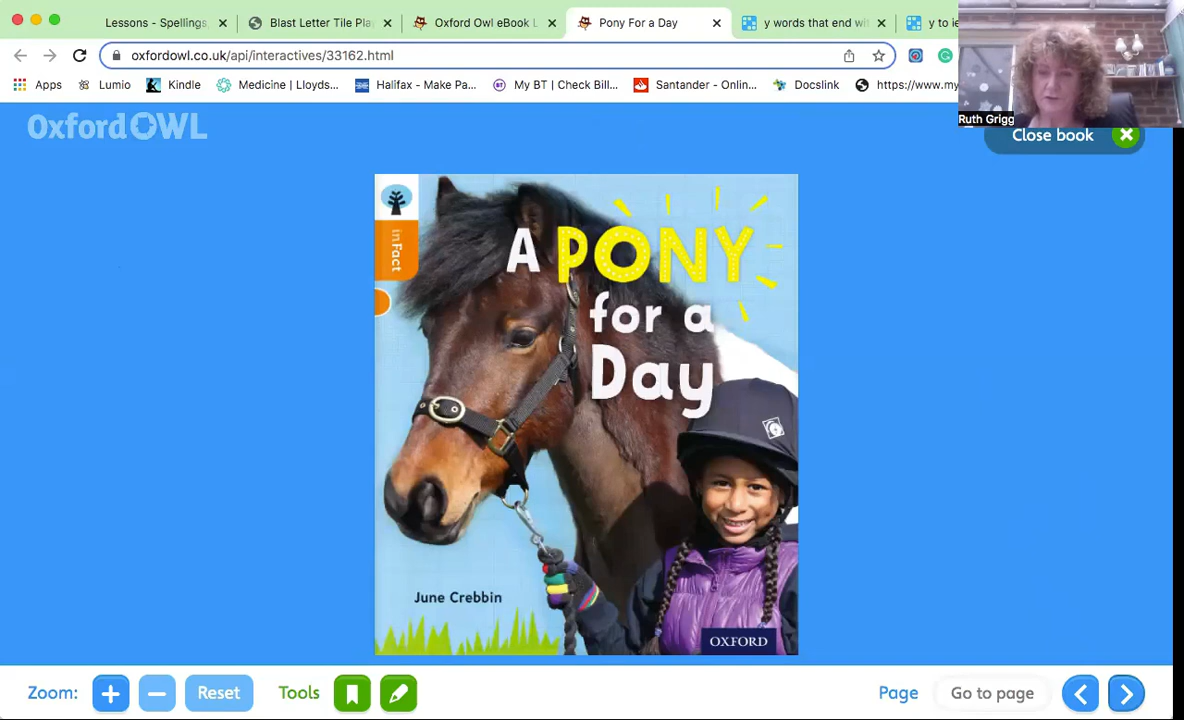 Lessons - Spellings,
Blast Letter Tile Play
Oxford Owl eBook L
Pony For a Day
y words that end wit
y to ie
oxfordowl.co.uk/api/interactives/33162.html
Apps
Lumio
Kindle
Medicine | Lloyds...
Halifax - Make Pa...
My BT | Check Bill...
Santander - Onlin...
Docslink
https://www.my
Ruth Grigg
Oxford OWL
Close book
inFact
A PONY
for a
Day
June Crebbin
OXFORD
Zoom:
Reset
Tools
Page
Go to page